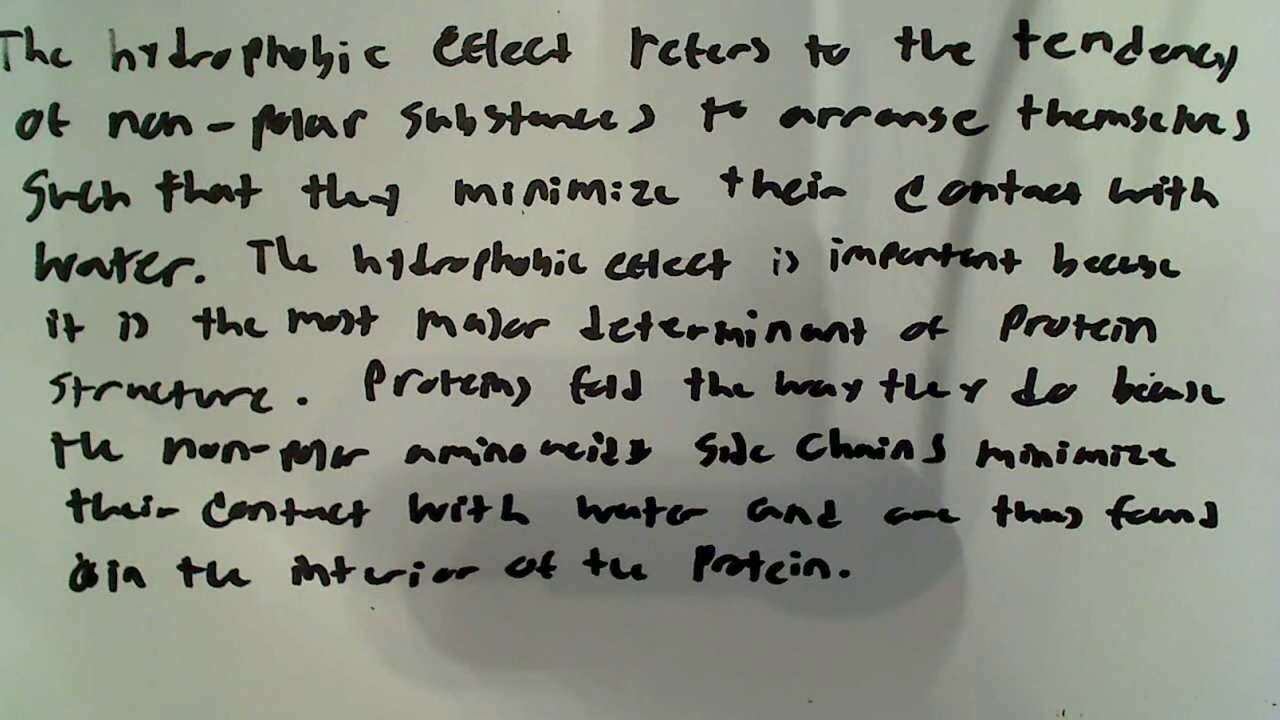 The hydrophobic effect refers to the tendency
of non-polar substances to arrange themselves
such that they minimize their contact with
water. The hydrophobic effect is important because
it is the most major determinant of protein
structure. Proteins fold the way they do because
the non-polar amino acids side chains minimize
their contact with water and are thus found
in the interior of the protein.